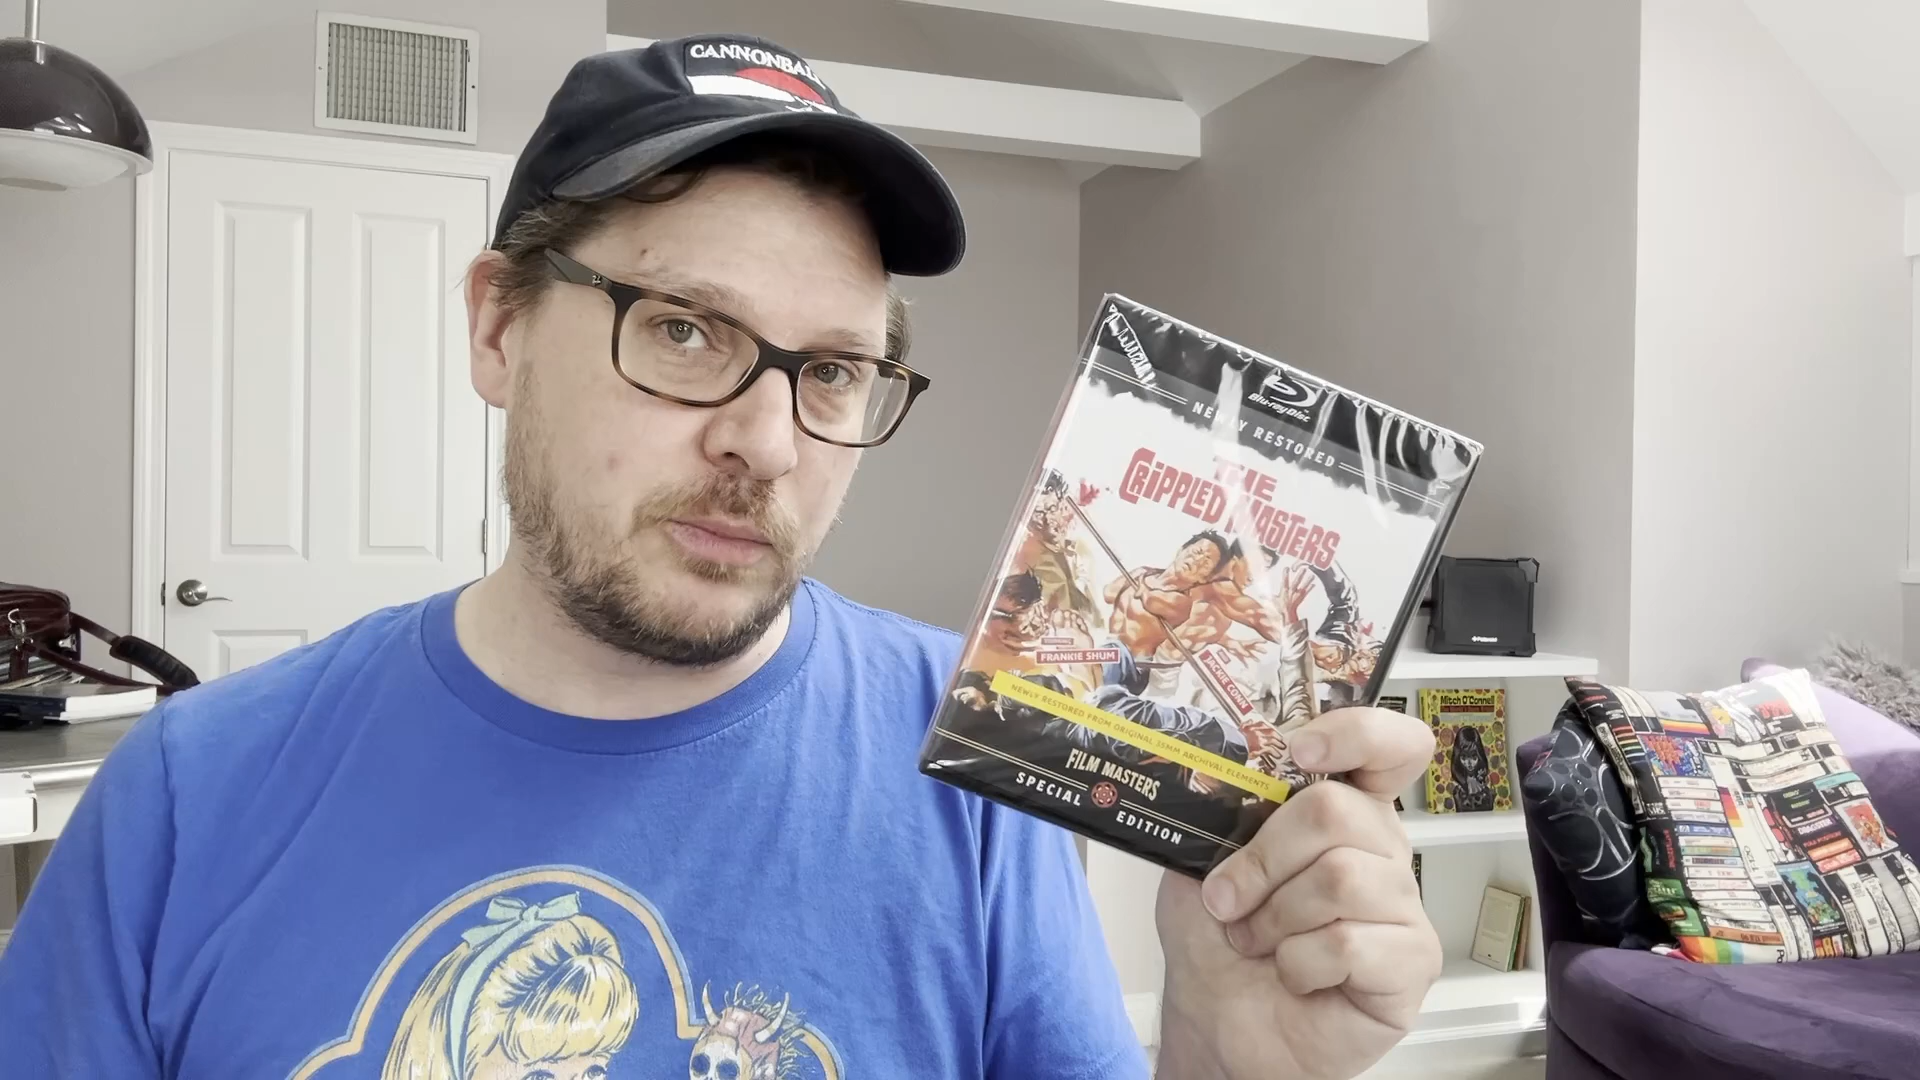 CANNONBAL
Blu-ray Disc
NEWLY RESTORED
THE
CRIPPLED MASTERS
FRANKIE SHUM
JACKIE CONN
NEWLY RESTORED FROM ORIGINAL 35MM ARCHIVAL ELEMENTS
FILM MASTERS
SPECIAL EDITION
Mitch O'Connell